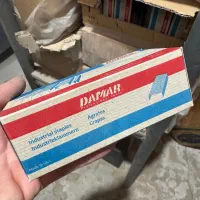 DAMAR
Industrial Staples
Industrieklammern
Agrafes
Grapas